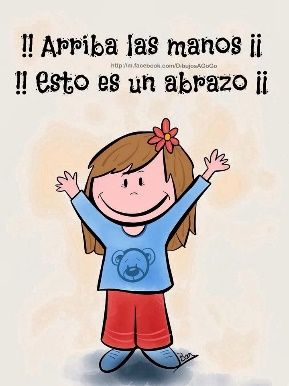 !! Arriba las manos ¡¡
http://m.facebook.com/DibujosAGoGo
!! Esto es un abrazo ¡¡